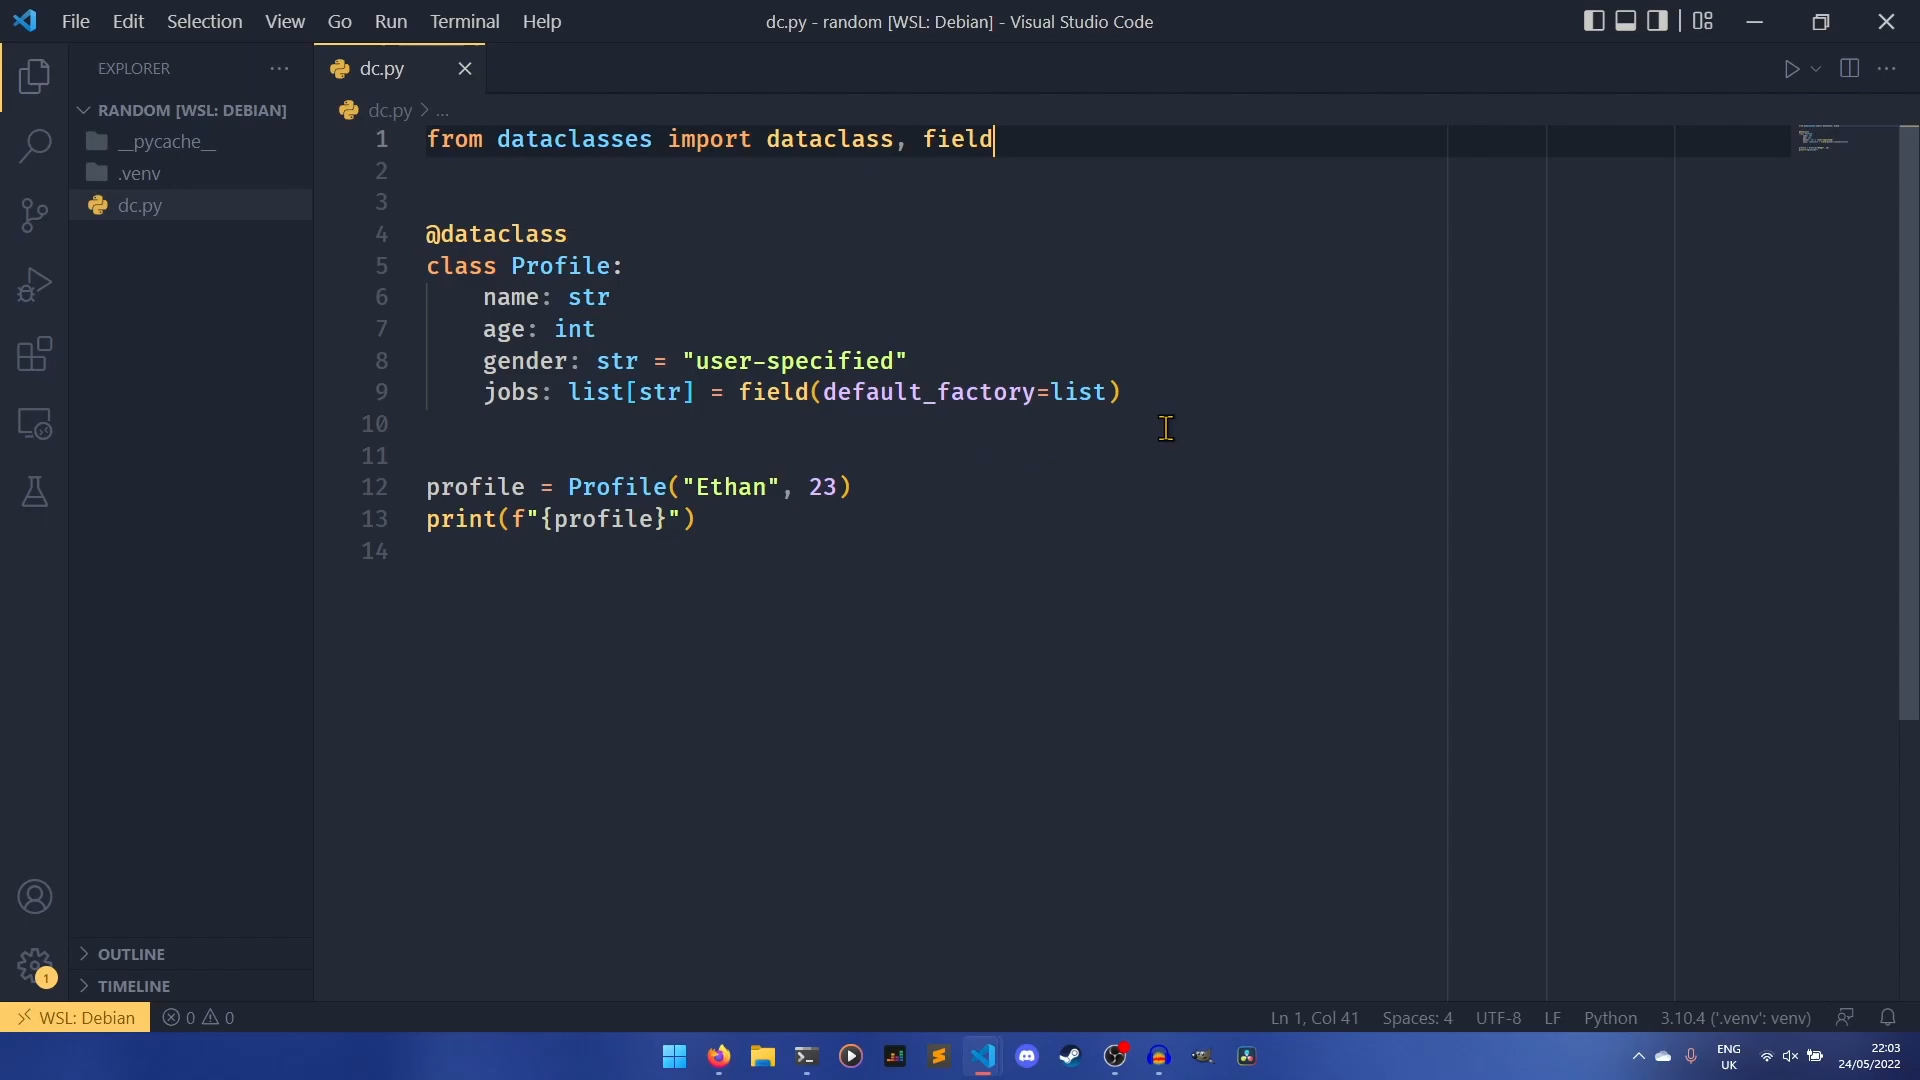 File Edit Selection View Go Run Terminal Help
dc.py - random [WSL: Debian] - Visual Studio Code
EXPLORER
RANDOM [WSL: DEBIAN]
__pycache__
.venv
dc.py
OUTLINE
TIMELINE
dc.py
dc.py > ...
1 from dataclasses import dataclass, field
2
3
4 @dataclass
5 class Profile:
6 name: str
7 age: int
8 gender: str = "user-specified"
9 jobs: list[str] = field(default_factory=list)
10
11
12 profile = Profile("Ethan", 23)
13 print(f"{profile}")
14
1
WSL: Debian 0 0
Ln 1, Col 41 Spaces: 4 UTF-8 LF Python 3.10.4 ('.venv': venv)
ENG
UK
22:03
24/05/2022